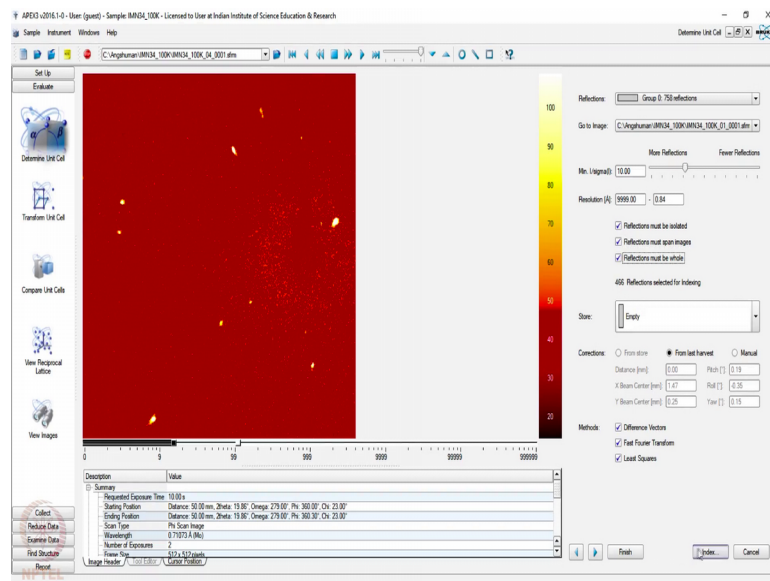 APEX3 v2016.1-0 - User: (guest) - Sample: IMN34_100K - Licensed to User at Indian Institute of Science Education & Research
Sample Instrument Windows Help
Determine Unit Cell
C:\Angshuman\IMN34_100K\IMN34_100K_04_0001.sfrm
Set Up
Evaluate
Determine Unit Cell
Transform Unit Cell
Compare Unit Cells
View Reciprocal
Lattice
View Images
Collect
Reduce Data
Examine Data
Find Structure
Report
NPTEL
100
90
80
70
60
50
40
30
20
0 9 99 999 9999 99999 999999
Description Value
Summary
Requested Exposure Time 10.00 s
Starting Position Distance: 50.00 mm, 2theta: 19.86°, Omega: 279.00°, Phi: 360.00°, Chi: 23.00°
Ending Position Distance: 50.00 mm, 2theta: 19.86°, Omega: 279.00°, Phi: 360.30°, Chi: 23.00°
Scan Type Phi Scan Image
Wavelength 0.71073 Å (Mo)
Number of Exposures 2
Frame Size 512 x 512 pixels
Image Header Tool Editor Cursor Position
Reflections: Group 0: 758 reflections
Go to Image: C:\Angshuman\IMN34_100K\IMN34_100K_01_0001.sfrm
More Reflections Fewer Reflections
Min. I/sigma(I): 10.00
Resolution [Å]: 9999.00 - 0.84
Reflections must be isolated
Reflections must span images
Reflections must be whole
466 Reflections selected for Indexing
Store: Empty
Corrections: From store From last harvest Manual
Distance [mm]: 0.00 Pitch [°]: 0.19
X Beam Center [mm]: 1.47 Roll [°]: -0.35
Y Beam Center [mm]: 0.25 Yaw [°]: 0.15
Methods: Difference Vectors
Fast Fourier Transform
Least Squares
Finish Index... Cancel